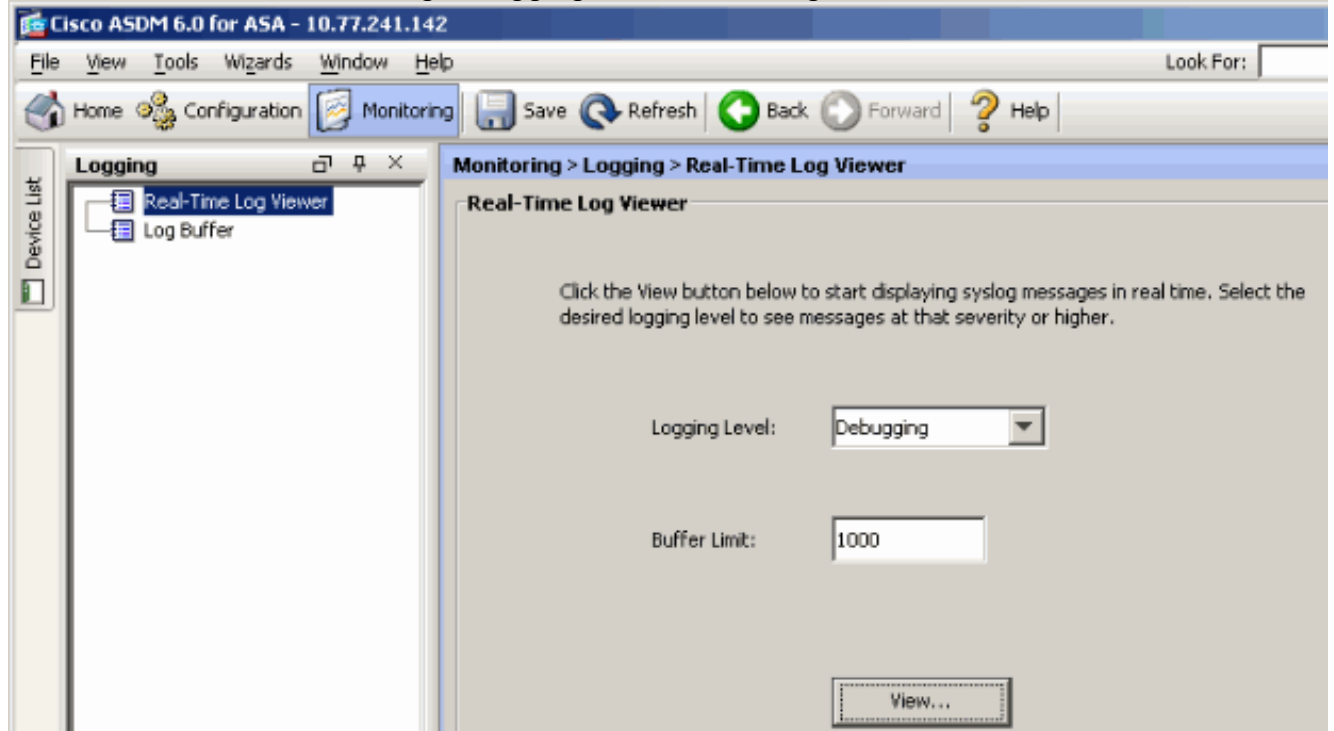 Cisco ASDM 6.0 for ASA - 10.77.241.142
File View Tools Wizards Window Help Look For:
Home Configuration Monitoring Save Refresh Back Forward Help
Device List
Logging
Real-Time Log Viewer
Log Buffer
Monitoring > Logging > Real-Time Log Viewer
Real-Time Log Viewer
Click the View button below to start displaying syslog messages in real time. Select the
desired logging level to see messages at that severity or higher.
Logging Level: Debugging
Buffer Limit: 1000
View...